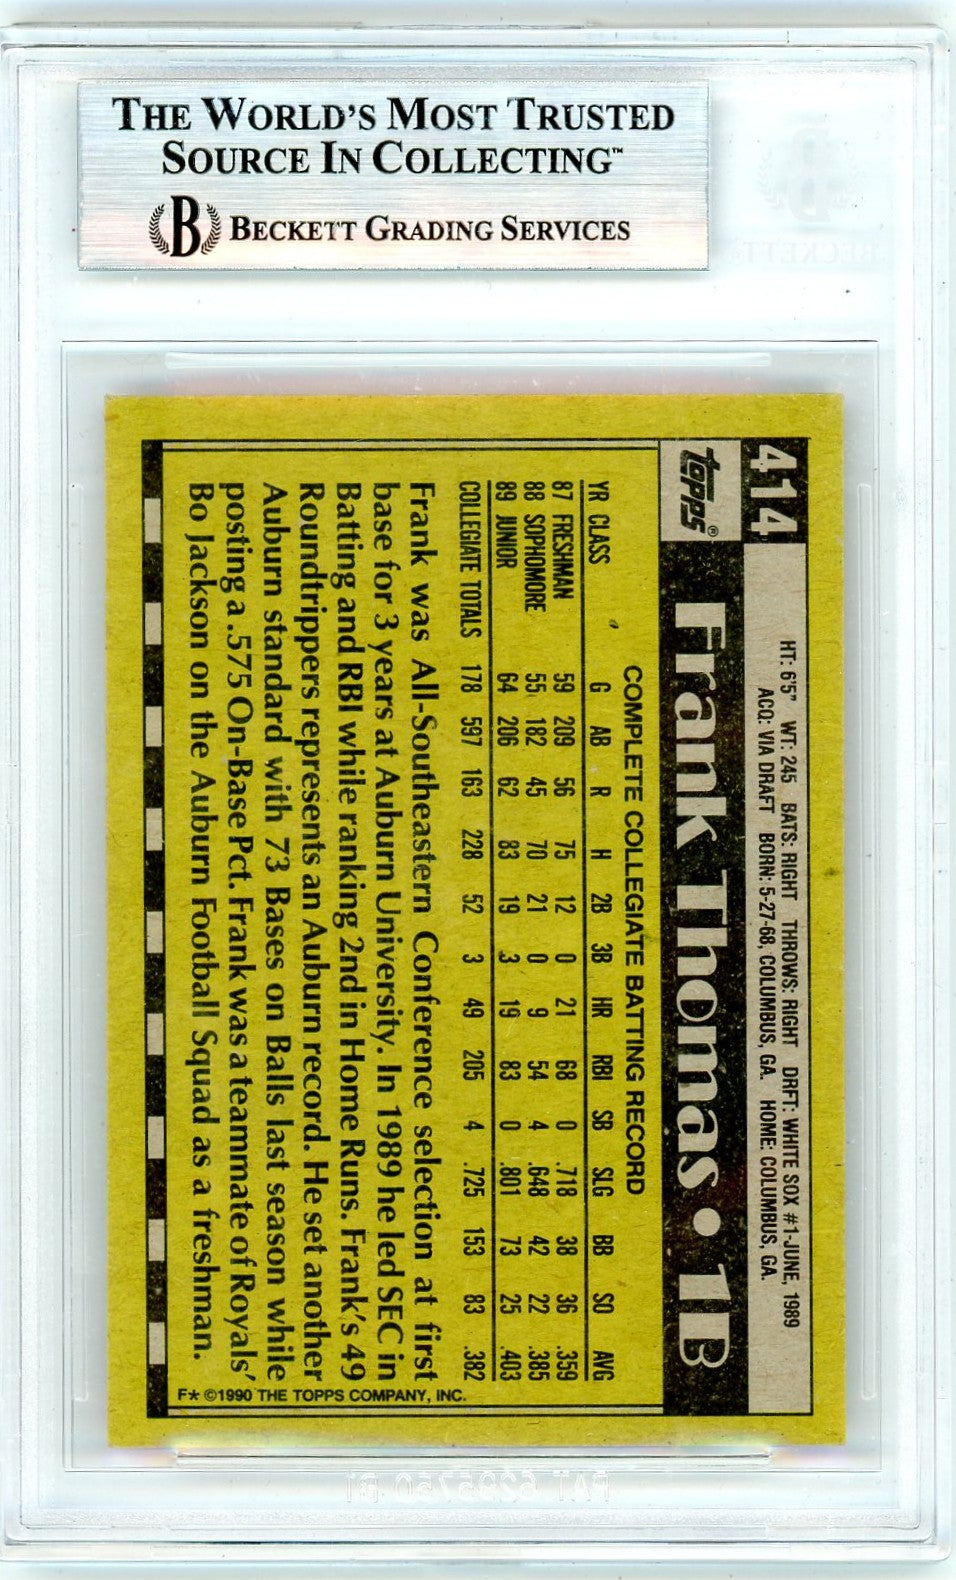 THE WORLD'S MOST TRUSTED
SOURCE IN COLLECTING™
B BECKETT GRADING SERVICES
B
BECKETT
414
HT: 6'5" WT: 245 BATS: RIGHT THROWS: RIGHT DRFT: WHITE SOX #1-JUNE, 1989
ACQ: VIA DRAFT BORN: 5-27-68, COLUMBUS, GA. HOME: COLUMBUS, GA.
topps® Frank Thomas • 1B
COMPLETE COLLEGIATE BATTING RECORD
YR CLASS G AB R H 2B 3B HR RBI SB SLG BB SO AVG
87 FRESHMAN 59 209 56 75 12 0 21 68 0 .718 38 36 .359
88 SOPHOMORE 55 182 45 70 21 0 9 54 4 .648 42 22 .385
89 JUNIOR 64 206 62 83 19 3 19 83 0 .801 73 25 .403
COLLEGIATE TOTALS 178 597 163 228 52 3 49 205 4 .725 153 83 .382
Frank was All-Southeastern Conference selection at first
base for 3 years at Auburn University. In 1989 he led SEC in
Batting and RBI while ranking 2nd in Home Runs. Frank's 49
Roundtrippers represents an Auburn record. He set another
Auburn standard with 73 Bases on Balls last season while
posting a .575 On-Base Pct. Frank was a teammate of Royals'
Bo Jackson on the Auburn Football Squad as a freshman.
F★ ©1990 THE TOPPS COMPANY, INC.
PAT 6295750 B1